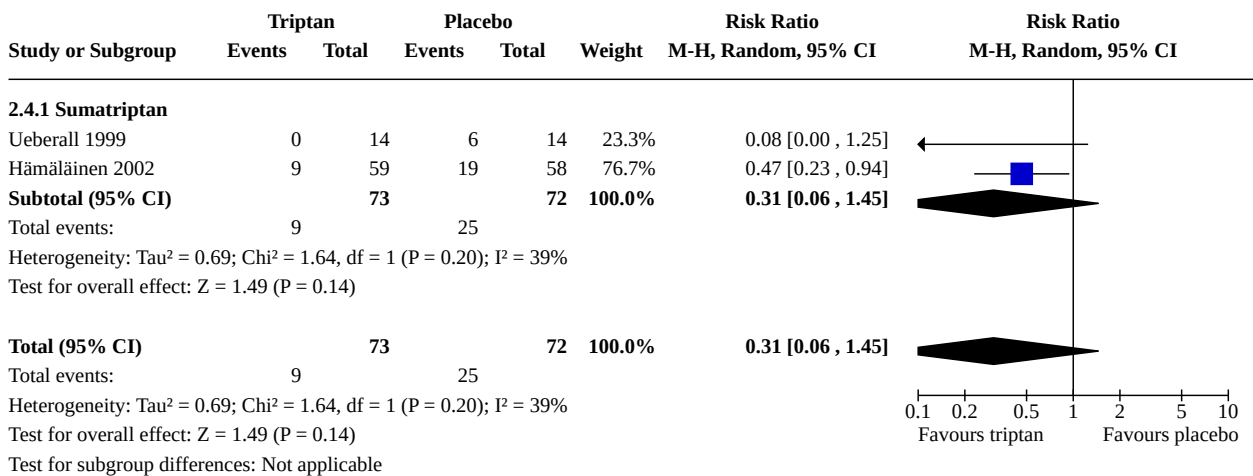 Triptan Placebo Risk Ratio Risk Ratio
Study or Subgroup Events Total Events Total Weight M-H, Random, 95% CI M-H, Random, 95% CI
2.4.1 Sumatriptan
Ueberall 1999 0 14 6 14 23.3% 0.08 [0.00 , 1.25]
Hämäläinen 2002 9 59 19 58 76.7% 0.47 [0.23 , 0.94]
Subtotal (95% CI) 73 72 100.0% 0.31 [0.06 , 1.45]
Total events: 9 25
Heterogeneity: Tau² = 0.69; Chi² = 1.64, df = 1 (P = 0.20); I² = 39%
Test for overall effect: Z = 1.49 (P = 0.14)
Total (95% CI) 73 72 100.0% 0.31 [0.06 , 1.45]
Total events: 9 25
Heterogeneity: Tau² = 0.69; Chi² = 1.64, df = 1 (P = 0.20); I² = 39%
0.1 0.2 0.5 1 2 5 10
Test for overall effect: Z = 1.49 (P = 0.14) Favours triptan Favours placebo
Test for subgroup differences: Not applicable